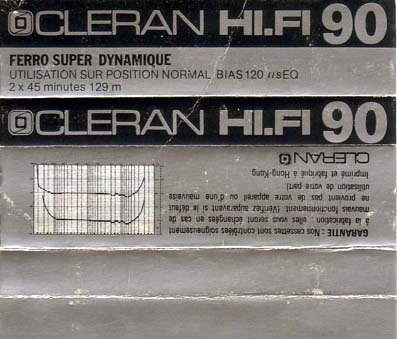 CLERAN HI.FI 90
FERRO SUPER DYNAMIQUE
UTILISATION SUR POSITION NORMAL BIAS 120 µsEQ
2 x 45 minutes 129 m
CLERAN HI.FI 90
GARANTIE Nos cassettes sont contrôlées soigneusement
à la fabrication ; elles vous seront échangées en cas de
mauvais fonctionnement. (Vérifiez auparavant si le défaut
ne provient pas de votre appareil ou d'une mauvaise
utilisation de votre part).
Imprimé et fabriqué à Hong-Kong
CLERAN